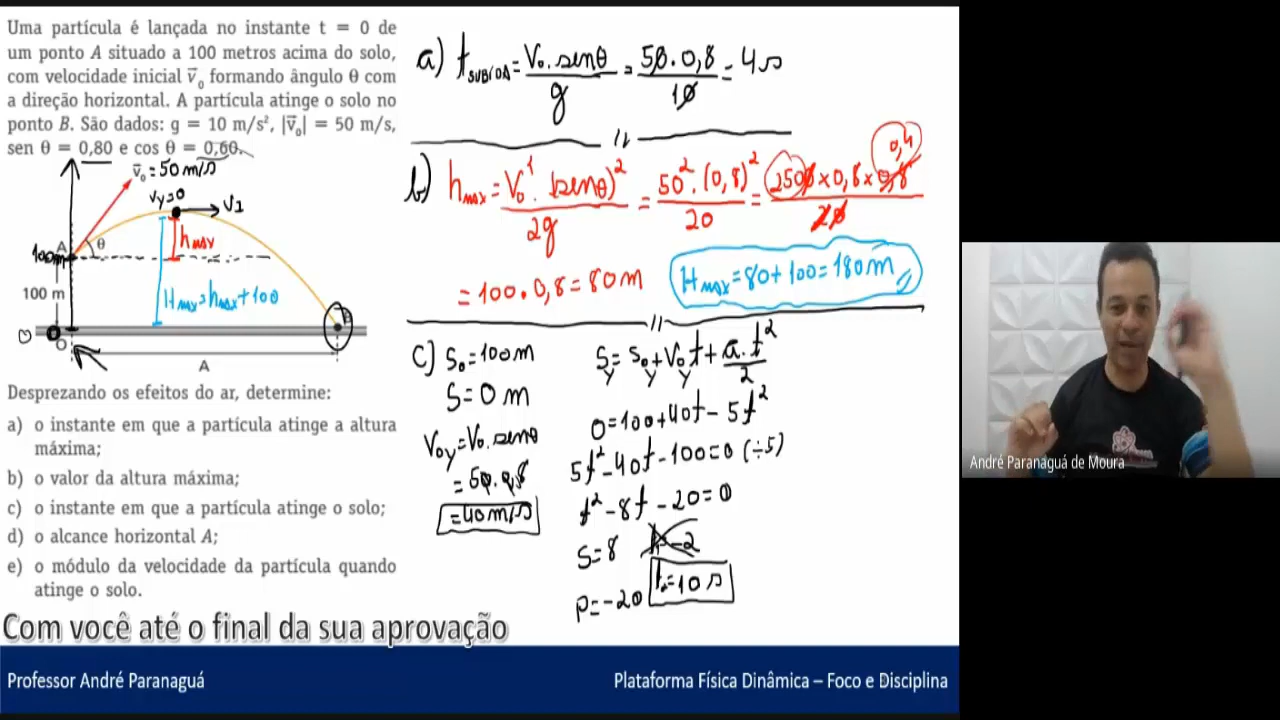 Uma partícula é lançada no instante t = 0 de
um ponto A situado a 100 metros acima do solo,
com velocidade inicial v⃗₀ formando ângulo θ com
a direção horizontal. A partícula atinge o solo no
ponto B. São dados: g = 10 m/s², |v⃗₀| = 50 m/s,
sen θ = 0,80 e cos θ = 0,60.
v⃗₀ = 50 m/s
Vy=0
A
θ
hmax
100m
100 m
Hmax=hmax+100
O
A
Desprezando os efeitos do ar, determine:
a) o instante em que a partícula atinge a altura
máxima;
b) o valor da altura máxima;
c) o instante em que a partícula atinge o solo;
d) o alcance horizontal A;
e) o módulo da velocidade da partícula quando
atinge o solo.
Com você até o final da sua aprovação
a) tSUBIDA = V₀.senθ/g = 50.0,8/10 = 4s
b) hmax = V₀².(senθ)²/2g = 50².(0,8)²/20 = 2500×0,8×0,8/20
0,4
= 100.0,8 = 80m
Hmax = 80+100 = 180m
c) S₀=100m
S=0m
V₀y=V₀.senθ
=50.0,8
=40m/s
Sy = S₀y+V₀yt+a.t²/2
0=100+40t-5t²
5t²-40t-100=0 (÷5)
t²-8t-20=0
S=8
P=-20
t₂=10s
André Paranaguá de Moura
Professor André Paranaguá
Plataforma Física Dinâmica – Foco e Disciplina